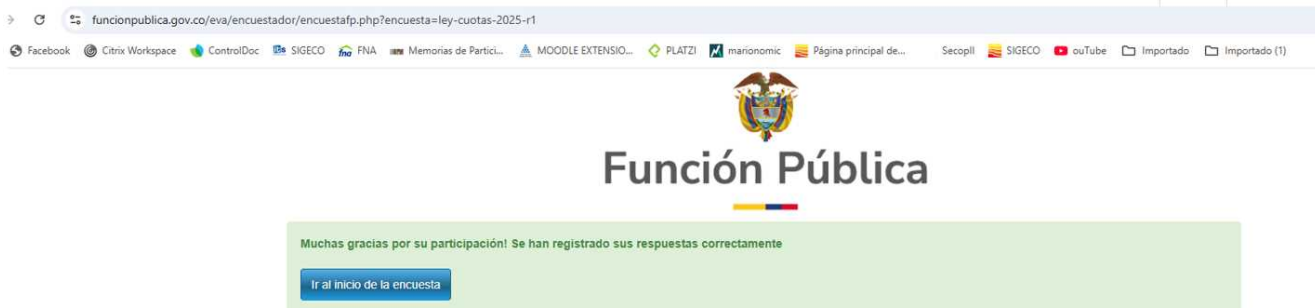 funcionpublica.gov.co/eva/encuestador/encuestafp.php?encuesta=ley-cuotas-2025-r1
Facebook Citrix Workspace ControlDoc SIGECO fna FNA Memorias de Partici... MOODLE EXTENSIO... PLATZI marionomic Página principal de... Secopll SIGECO ouTube Importado Importado (1)
Función Pública
Muchas gracias por su participación! Se han registrado sus respuestas correctamente
Ir al inicio de la encuesta